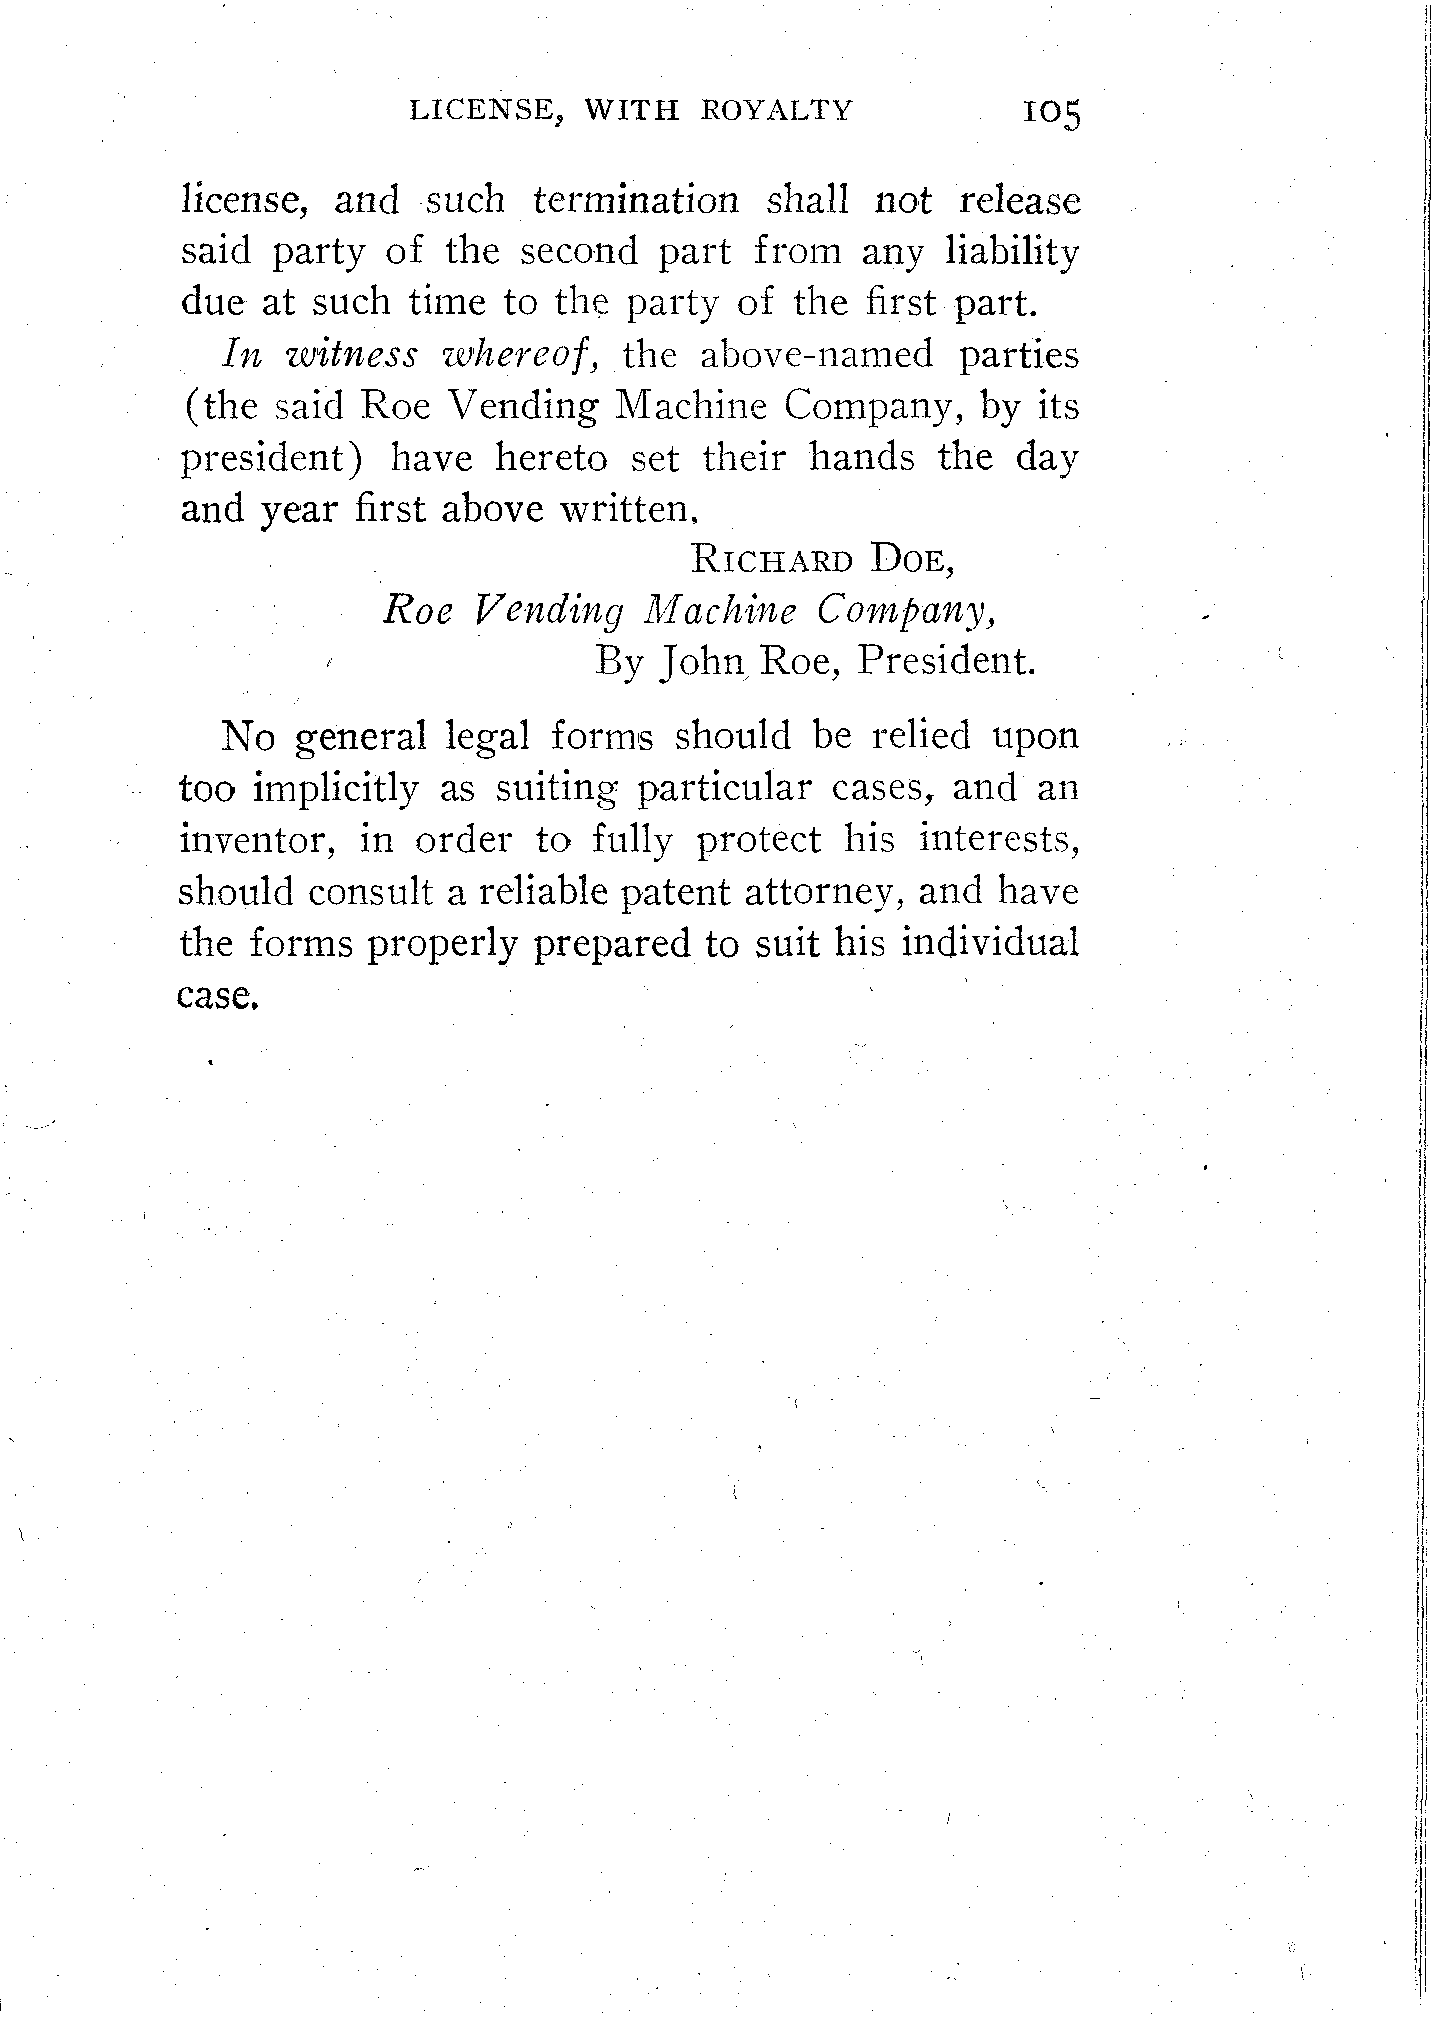 LICENSE, WITH ROYALTY 105
license, and such termination shall not release
said party of the second part from any liability
due at such time to the party of the first part.
In witness whereof, the above-named parties
(the said Roe Vending Machine Company, by its
president) have hereto set their hands the day
and year first above written.
RICHARD DOE,
Roe Vending Machine Company,
By John Roe, President.
No general legal forms should be relied upon
too implicitly as suiting particular cases, and an
inventor, in order to fully protect his interests,
should consult a reliable patent attorney, and have
the forms properly prepared to suit his individual
case.